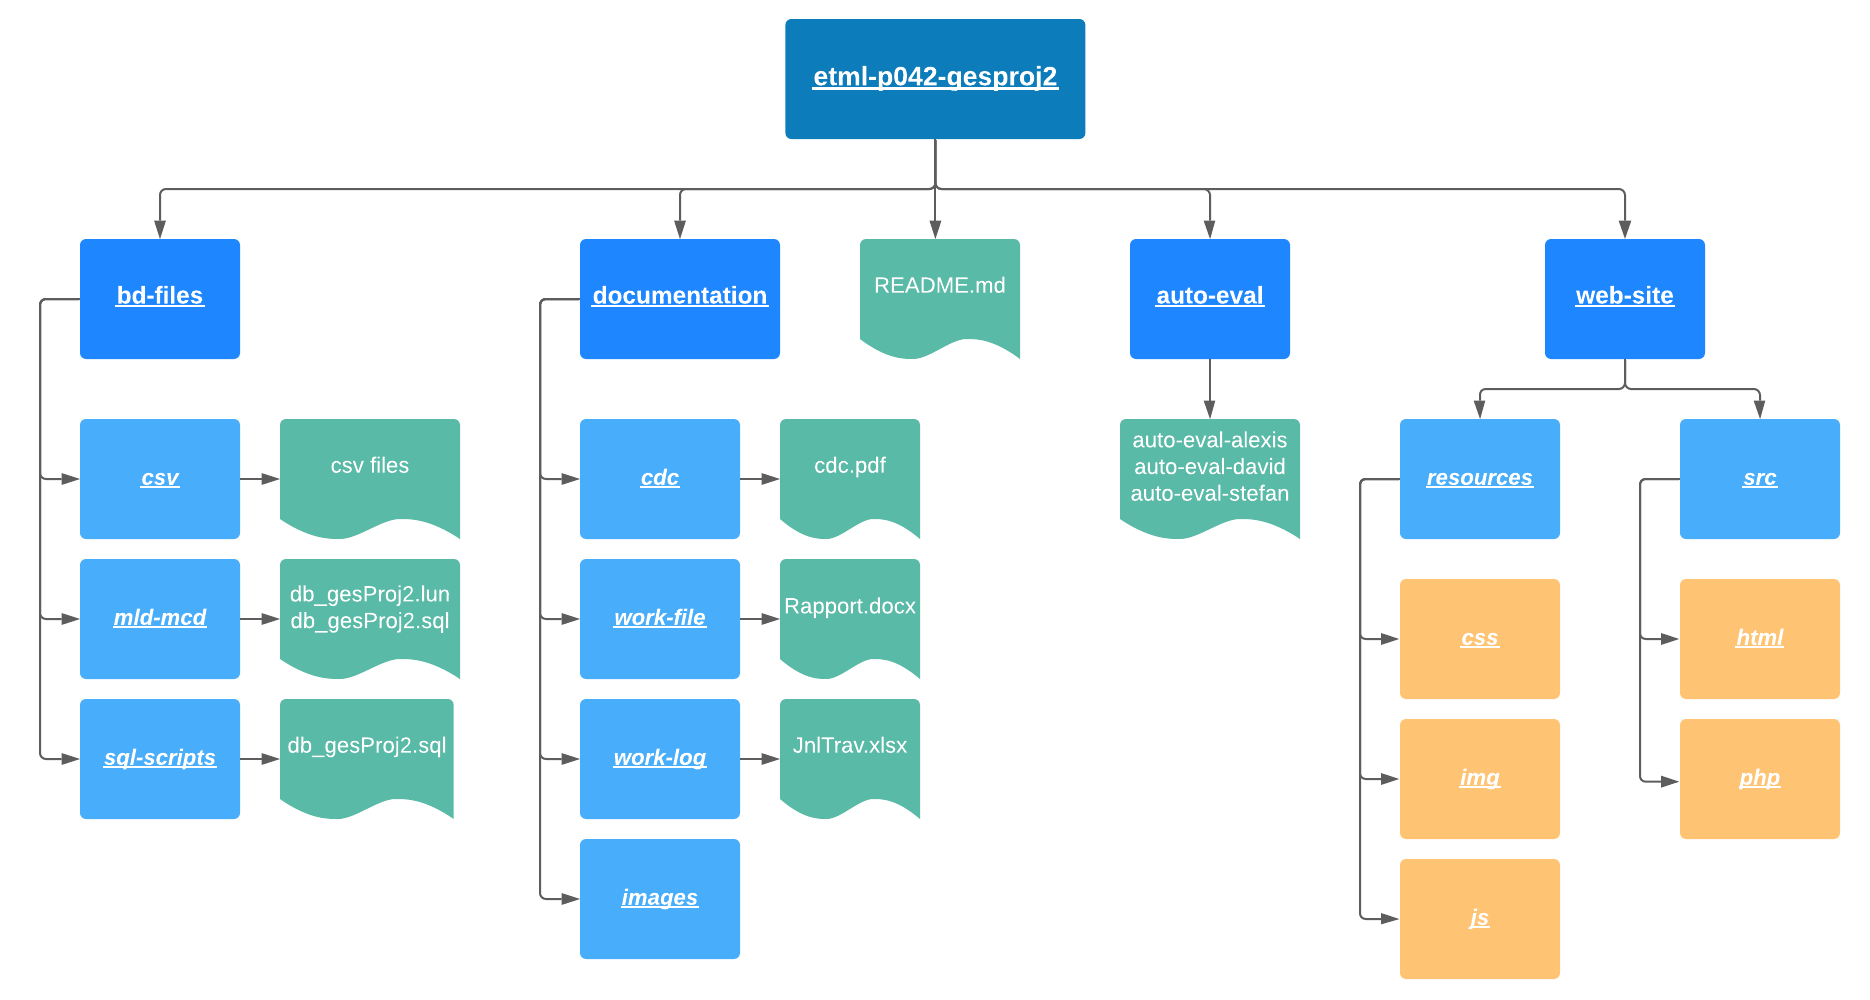 etml-p042-gesproj2
bd-files
documentation
README.md
auto-eval
web-site
csv
csv files
cdc
cdc.pdf
auto-eval-alexis
auto-eval-david
auto-eval-stefan
resources
src
mld-mcd
db_gesProj2.lun
db_gesProj2.sql
work-file
Rapport.docx
css
html
sql-scripts
db_gesProj2.sql
work-log
JnlTrav.xlsx
img
php
images
js